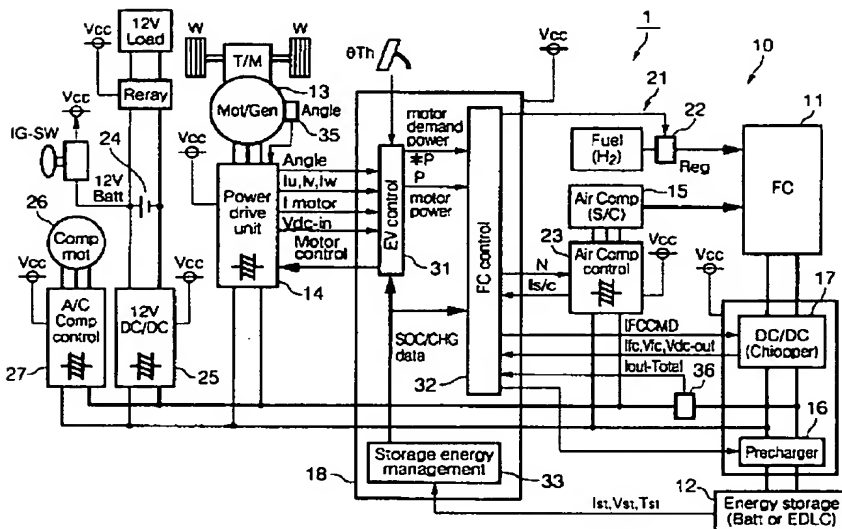 Vcc
12V
Load
Reray
Vcc
IG-SW
24
12V
Batt
26
Comp
mot
Vcc
A/C
Comp
control
27
Vcc
12V
DC/DC
25
W
W
T/M
13
Mot/Gen
Angle
35
Vcc
Power
drive
unit
14
Angle
Iu,Iv,Iw
I motor
Vdc-in
Motor
control
θTh
EV control
31
motor
demand
power
*P
P
motor
power
FC control
32
SOC/CHG
data
18
Storage energy
management
33
Vcc
1
10
21
22
Fuel
(H2)
Reg
11
FC
15
Air Comp
(S/C)
23
Air Comp
control
Vcc
N
Is/c
IFCCMD
Ifc,Vfc,Vdc-out
Iout-Total
36
Vcc
17
DC/DC
(Chiopper)
16
Precharger
12
Energy storage
(Batt or EDLC)
Ist,Vst,Tst